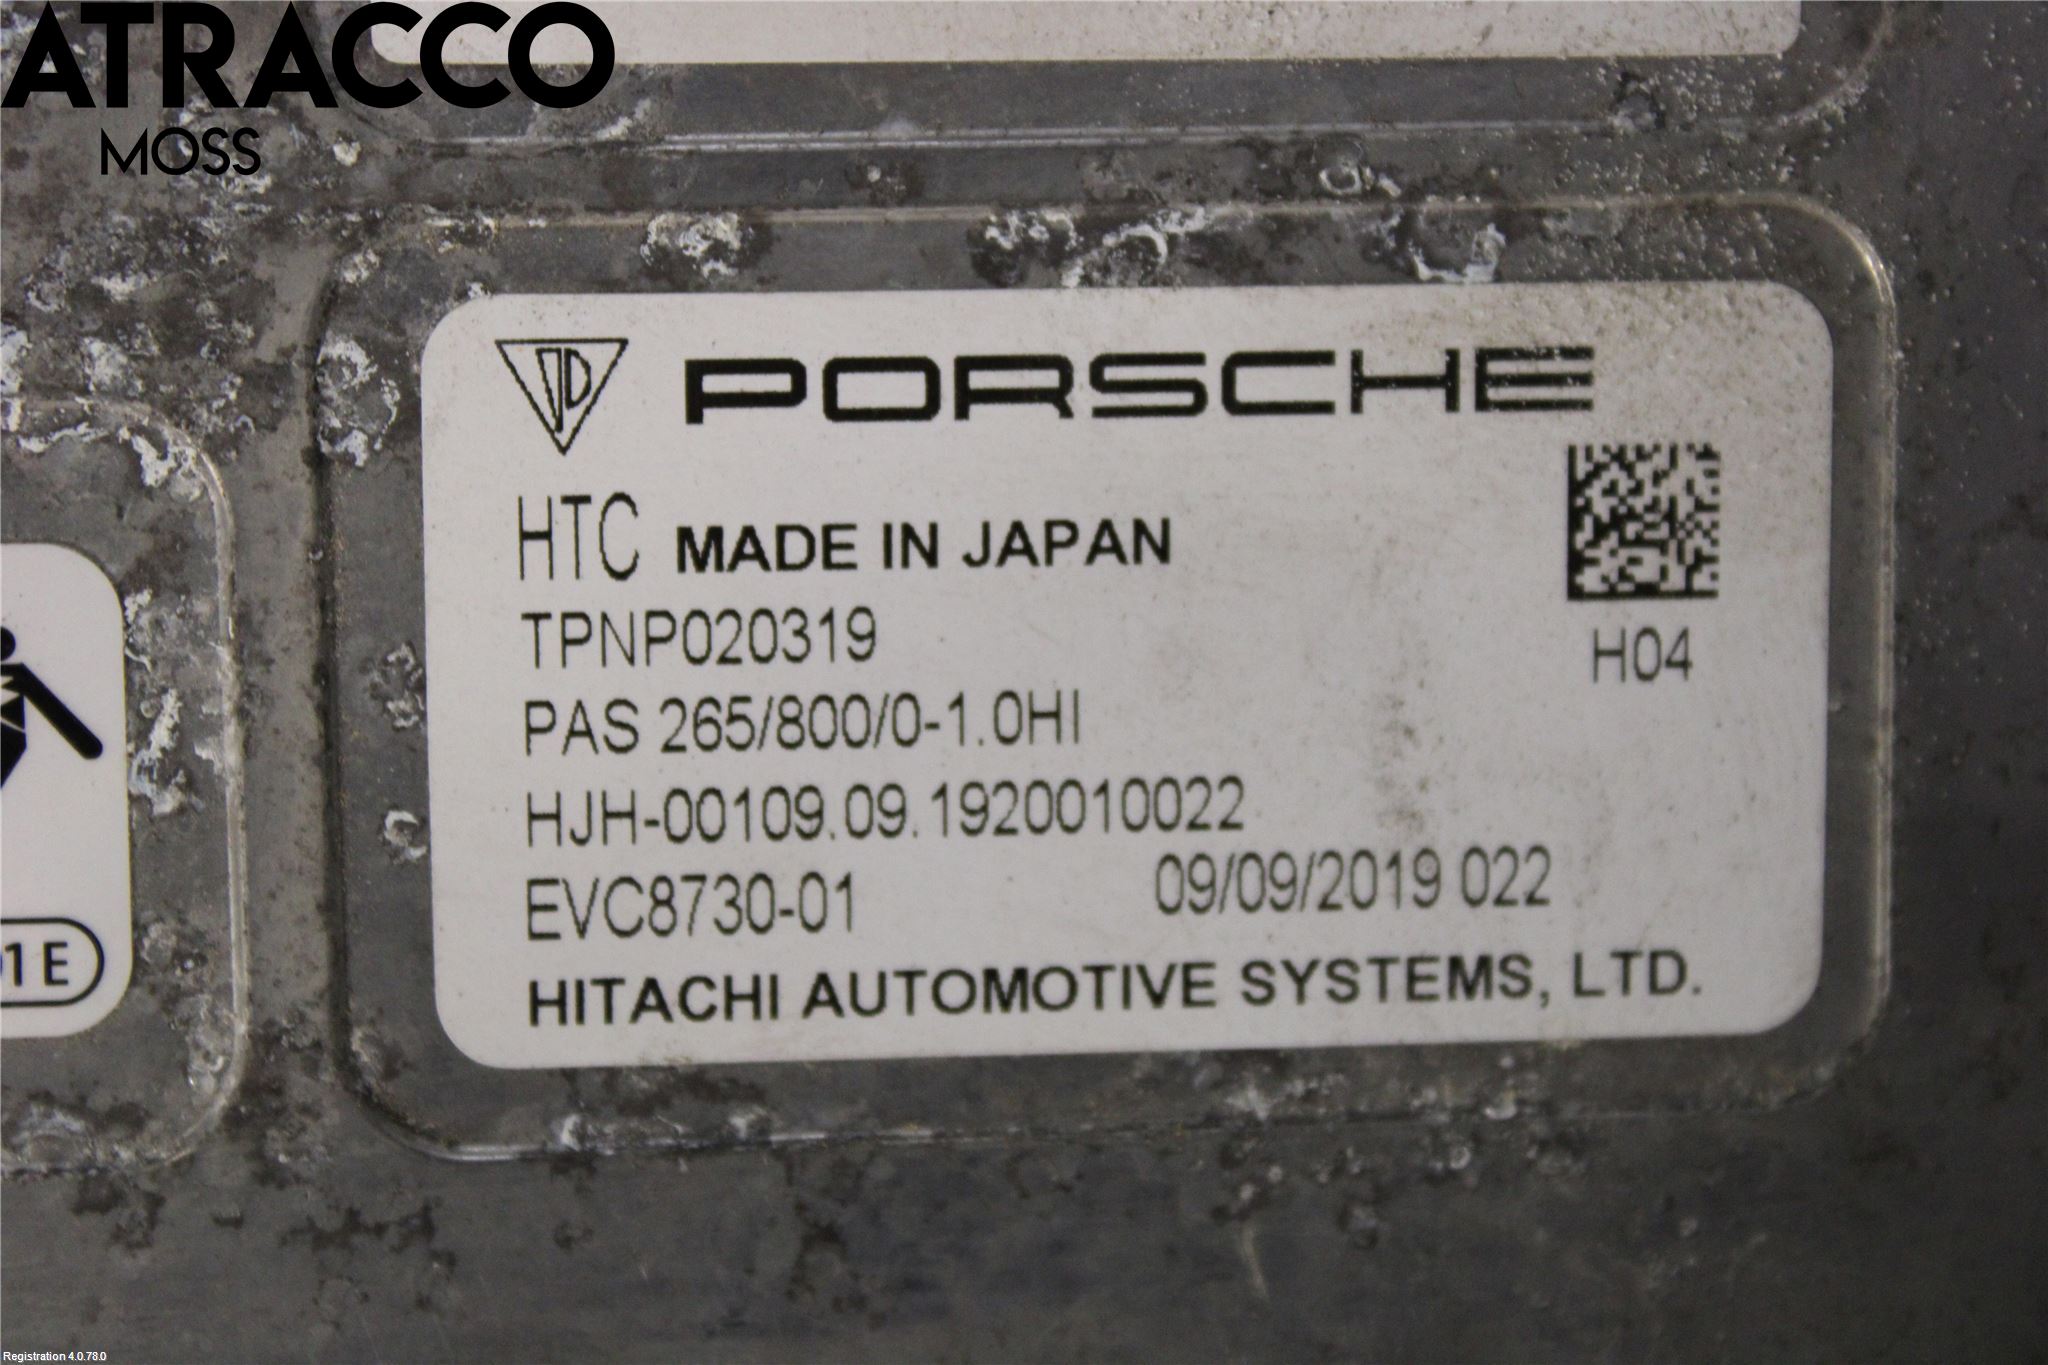 ATRACCO
MOSS
PORSCHE
HTC MADE IN JAPAN
TPNP020319
H04
PAS 265/800/0-1.0HI
HJH-00109.09.1920010022
EVC8730-01 09/09/2019 022
HITACHI AUTOMOTIVE SYSTEMS, LTD.
1E
Registration 4.0.78.0